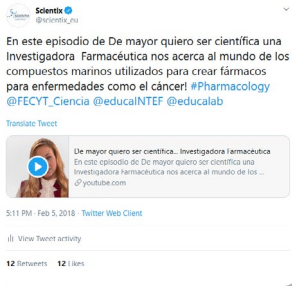 Scientix
@scientix_eu
En este episodio de De mayor quiero ser científica una
Investigadora Farmacéutica nos acerca al mundo de los
compuestos marinos utilizados para crear fármacos
para enfermedades como el cáncer! #Pharmacology
@FECYT_Ciencia @educaINTEF @educalab
Translate Tweet
De mayor quiero ser científica... Investigadora Farmacéutica
En este episodio de De mayor quiero ser científica una
Investigadora Farmacéutica nos acerca al mundo de los ...
youtube.com
5:11 PM · Feb 5, 2018 · Twitter Web Client
View Tweet activity
12 Retweets 12 Likes